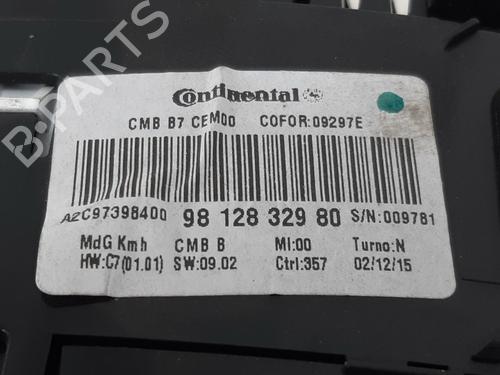 Continental
CMB B7 CEM00 COFOR:09297E
A2C97398400 98 128 329 80 S/N:009781
MdG Kmh CMB B MI:00 Turno:N
HW:C7(01.01) SW:09.02 Ctrl:357 02/12/15
B-PARTS